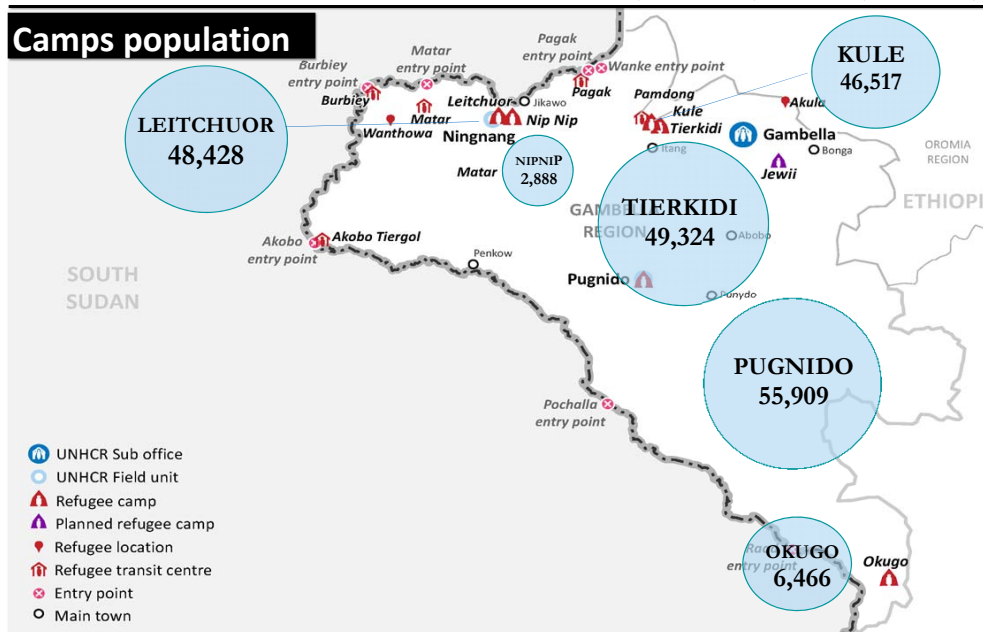 Camps population
Burbiey
entry point
Matar
entry point
Pagak
entry point
Wanke entry point
KULE
46,517
Burbiey
Matar
Wanthowa
Leitchuor
Jikawo
Nip Nip
Ningnang
Pagak
Pamdong
Kule
Tierkidi
Itang
Akula
Gambella
Bonga
Jewii
OROMIA
REGION
ETHIOPI
LEITCHUOR
48,428
Matar
NIPNIP
2,888
TIERKIDI
49,324
GAMBEL
REGION
Abobo
Akobo
entry point
Akobo Tiergol
Penkow
Pugnido
SOUTH
SUDAN
PUGNIDO
55,909
Pochalla
entry point
OKUGO
6,466
entry point
Okugo
UNHCR Sub office
UNHCR Field unit
Refugee camp
Planned refugee camp
Refugee location
Refugee transit centre
Entry point
Main town